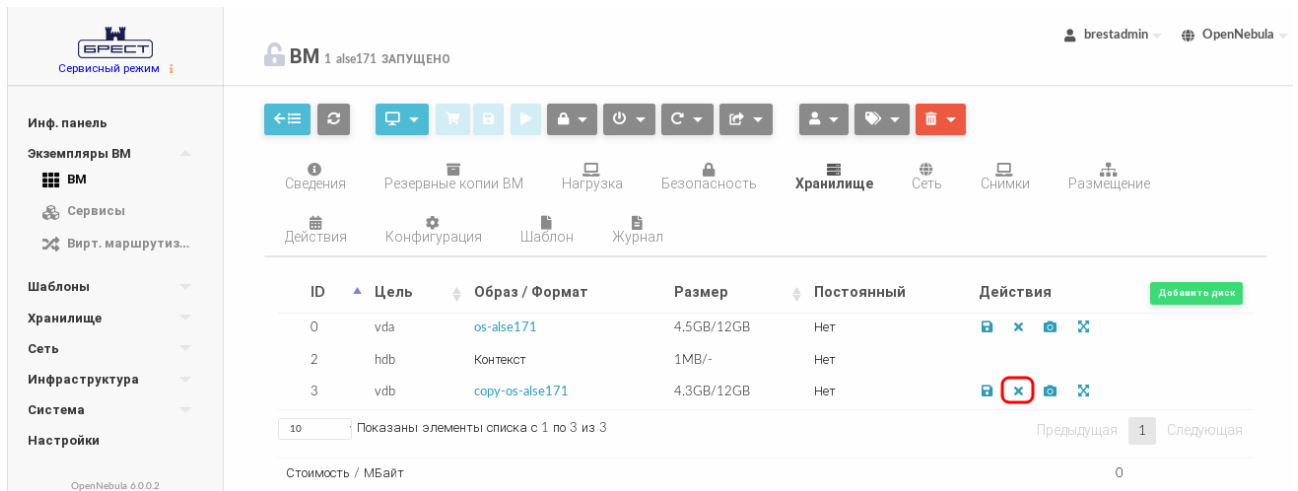 БРЕСТ
Сервисный режим i
ВМ 1 alse171 ЗАПУЩЕНО
brestadmin
OpenNebula
Инф. панель
Экземпляры ВМ
ВМ
Сервисы
Вирт. маршрутиз...
Шаблоны
Хранилище
Сеть
Инфраструктура
Система
Настройки
OpenNebula 6.0.0.2
Сведения Резервные копии ВМ Нагрузка Безопасность Хранилище Сеть Снимки Размещение
Действия Конфигурация Шаблон Журнал
ID Цель Образ / Формат Размер Постоянный Действия Добавить диск
0 vda os-alse171 4.5GB/12GB Нет
2 hdb Контекст 1MB/- Нет
3 vdb copy-os-alse171 4.3GB/12GB Нет
10 Показаны элементы списка с 1 по 3 из 3 Предыдущая 1 Следующая
Стоимость / МБайт 0